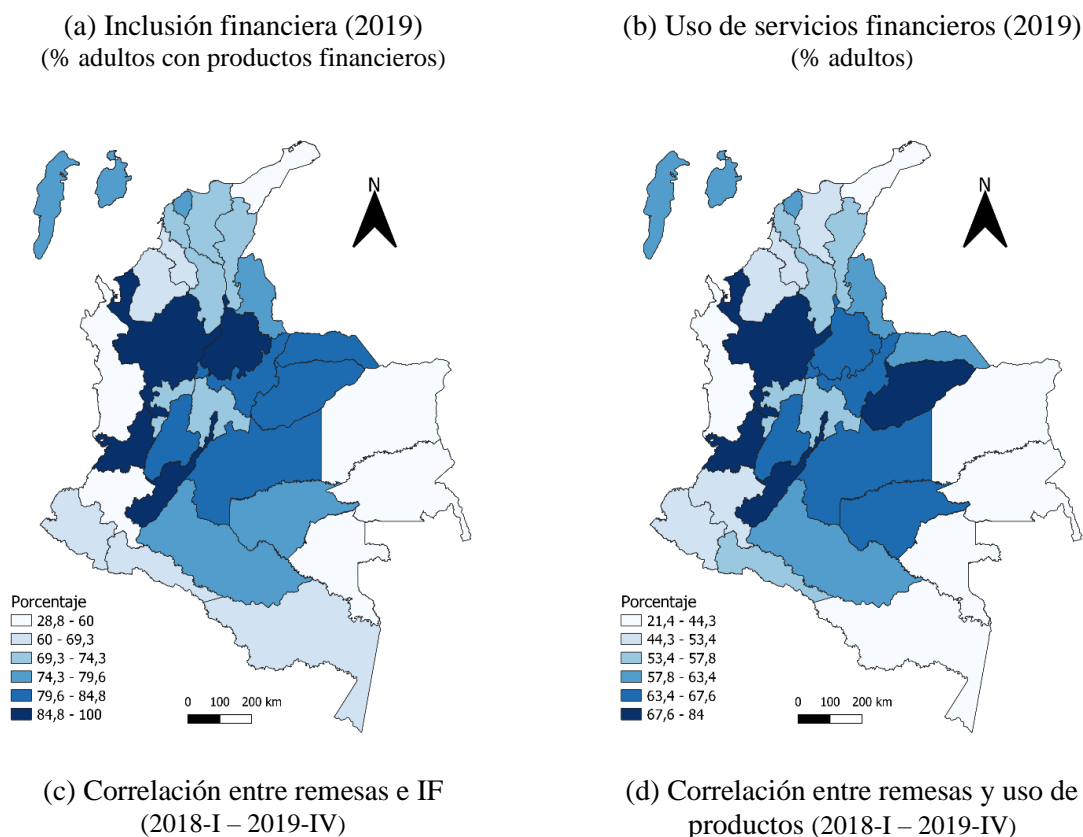 (a) Inclusión financiera (2019)
(% adultos con productos financieros)
(b) Uso de servicios financieros (2019)
(% adultos)
N
Porcentaje
28,8 - 60
60 - 69,3
69,3 - 74,3
74,3 - 79,6
79,6 - 84,8
84,8 - 100
0 100 200 km
N
Porcentaje
21,4 - 44,3
44,3 - 53,4
53,4 - 57,8
57,8 - 63,4
63,4 - 67,6
67,6 - 84
0 100 200 km
(c) Correlación entre remesas e IF
(2018-I – 2019-IV)
(d) Correlación entre remesas y uso de
productos (2018-I – 2019-IV)